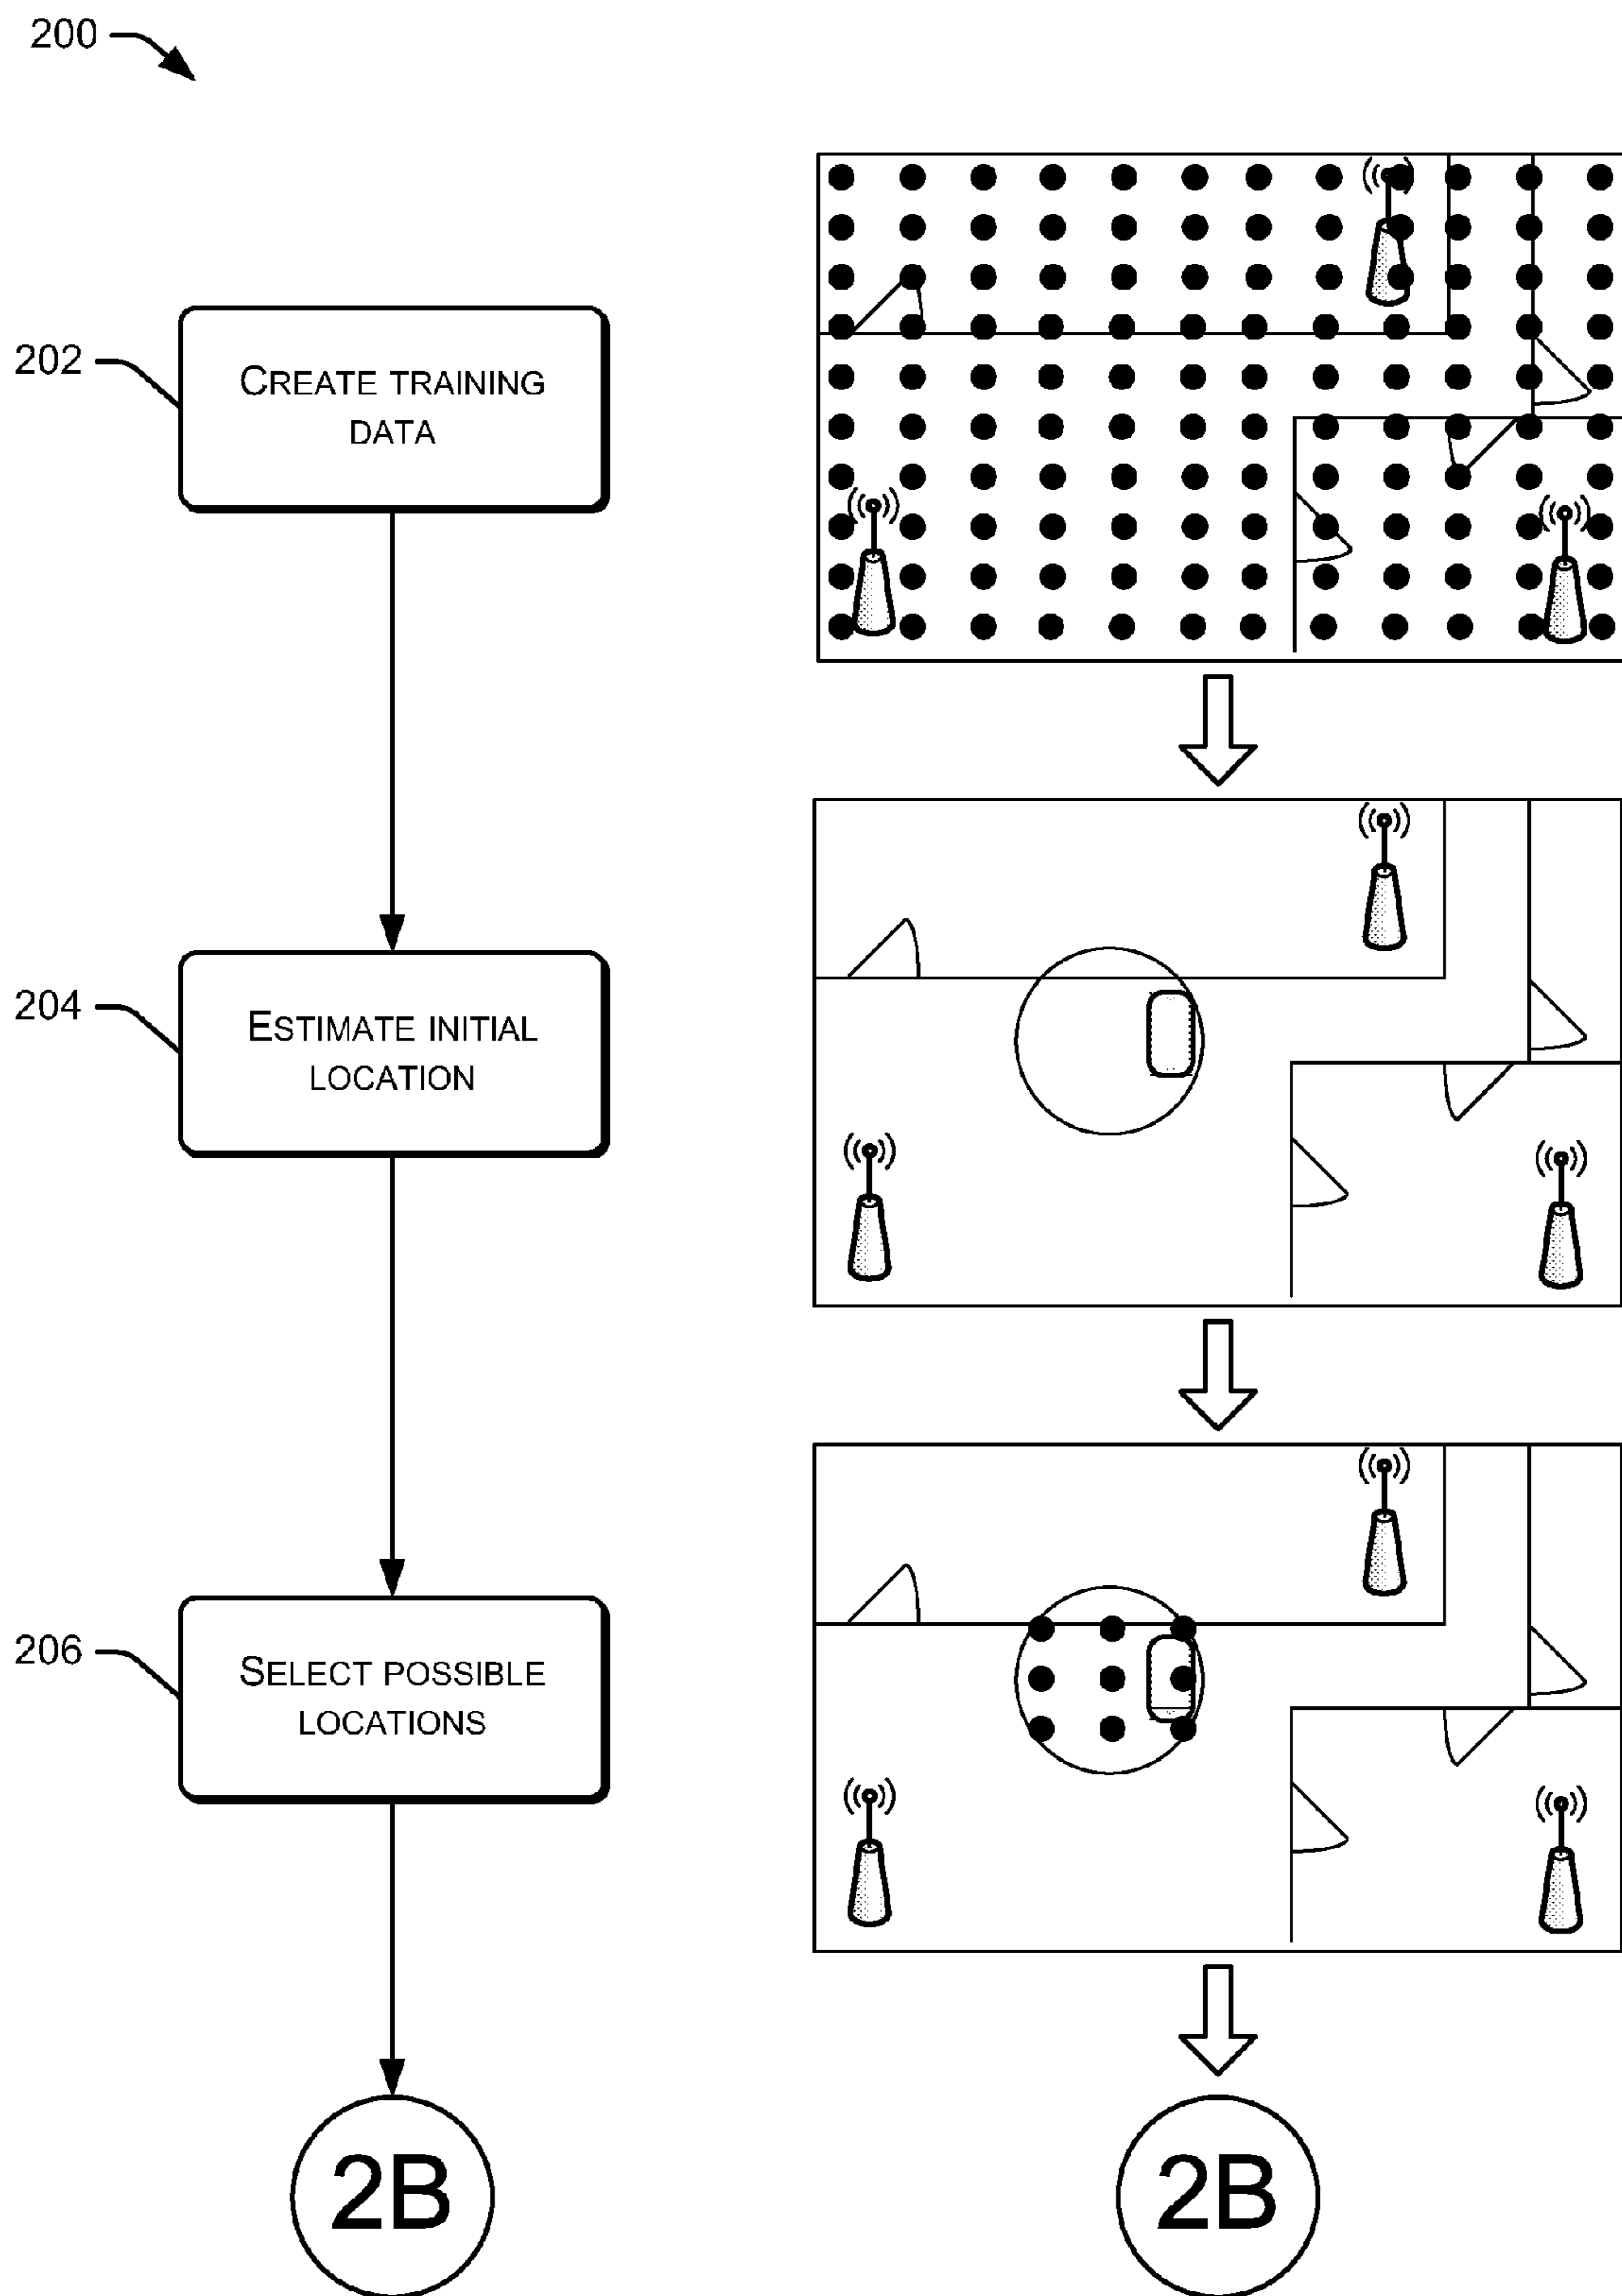 200
202
CREATE TRAINING
DATA
204
ESTIMATE INITIAL
LOCATION
206
SELECT POSSIBLE
LOCATIONS
2B
2B